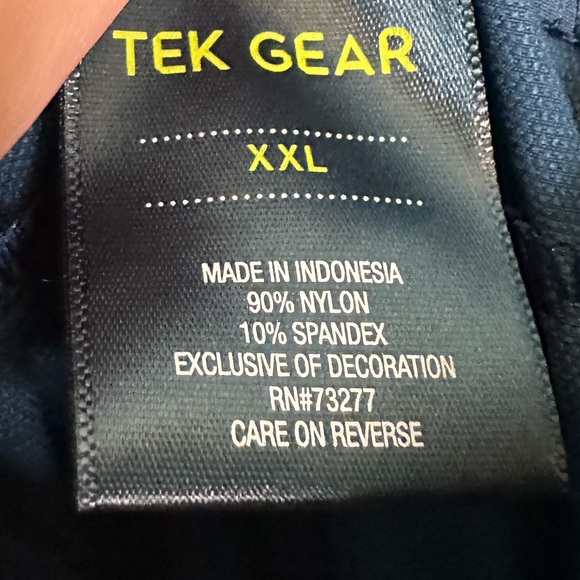 TEK GEAR
XXL
MADE IN INDONESIA
90% NYLON
10% SPANDEX
EXCLUSIVE OF DECORATION
RN#73277
CARE ON REVERSE